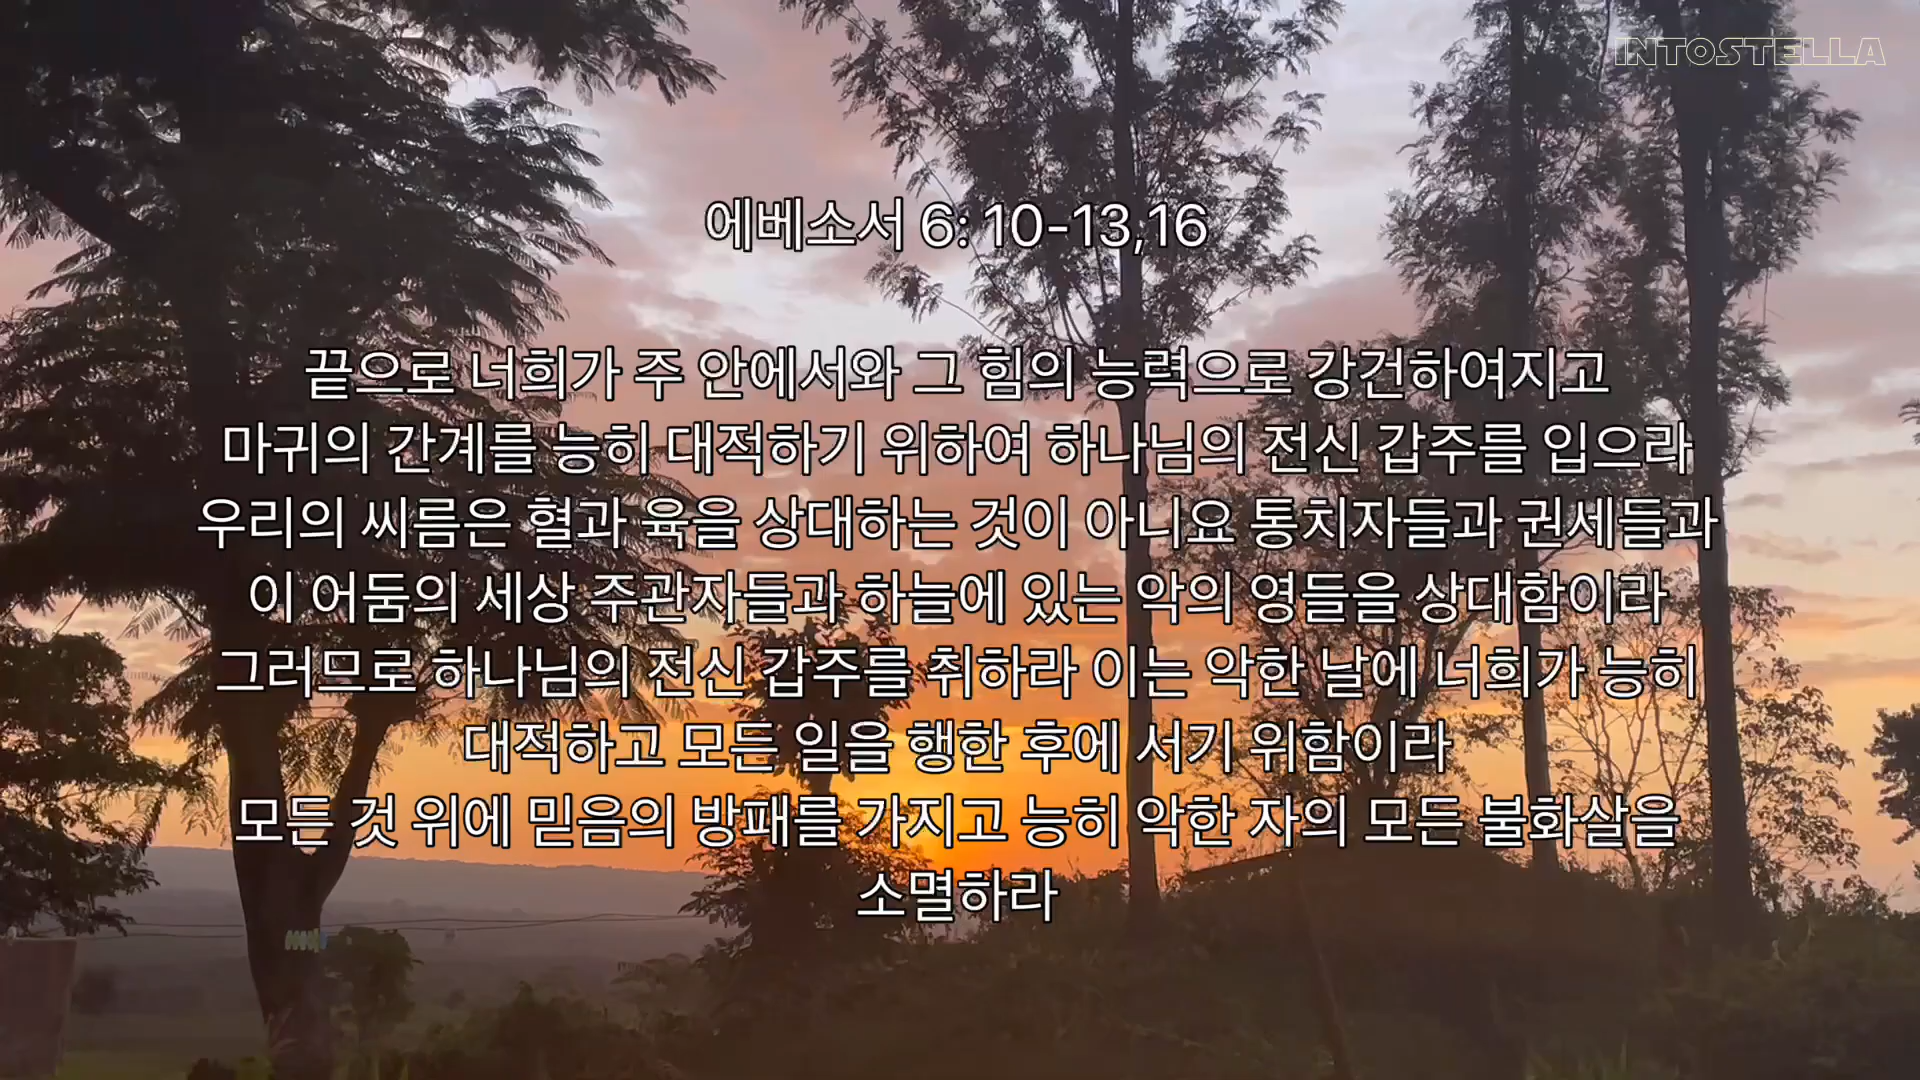 INTOSTELLA
에베소서 6: 10-13,16
끝으로 너희가 주 안에서와 그 힘의 능력으로 강건하여지고
마귀의 간계를 능히 대적하기 위하여 하나님의 전신 갑주를 입으라
우리의 씨름은 혈과 육을 상대하는 것이 아니요 통치자들과 권세들과
이 어둠의 세상 주관자들과 하늘에 있는 악의 영들을 상대함이라
그러므로 하나님의 전신 갑주를 취하라 이는 악한 날에 너희가 능히
대적하고 모든 일을 행한 후에 서기 위함이라
모든 것 위에 믿음의 방패를 가지고 능히 악한 자의 모든 불화살을
소멸하라